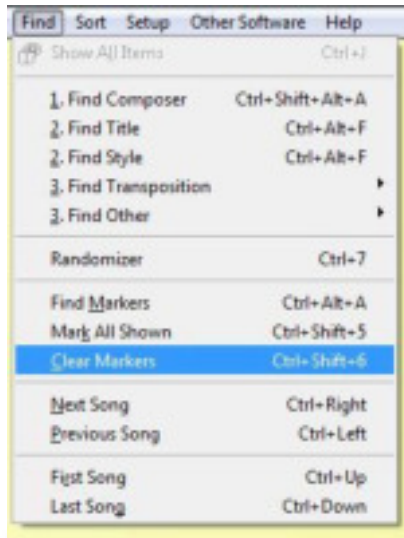 Find Sort Setup Other Software Help
Show All Items Ctrl+J
1. Find Composer Ctrl+Shift+Alt+A
2. Find Title Ctrl+Alt+F
2. Find Style Ctrl+Alt+F
3. Find Transposition
3. Find Other
Randomizer Ctrl+7
Find Markers Ctrl+Alt+A
Mark All Shown Ctrl+Shift+5
Clear Markers Ctrl+Shift+6
Next Song Ctrl+Right
Previous Song Ctrl+Left
First Song Ctrl+Up
Last Song Ctrl+Down